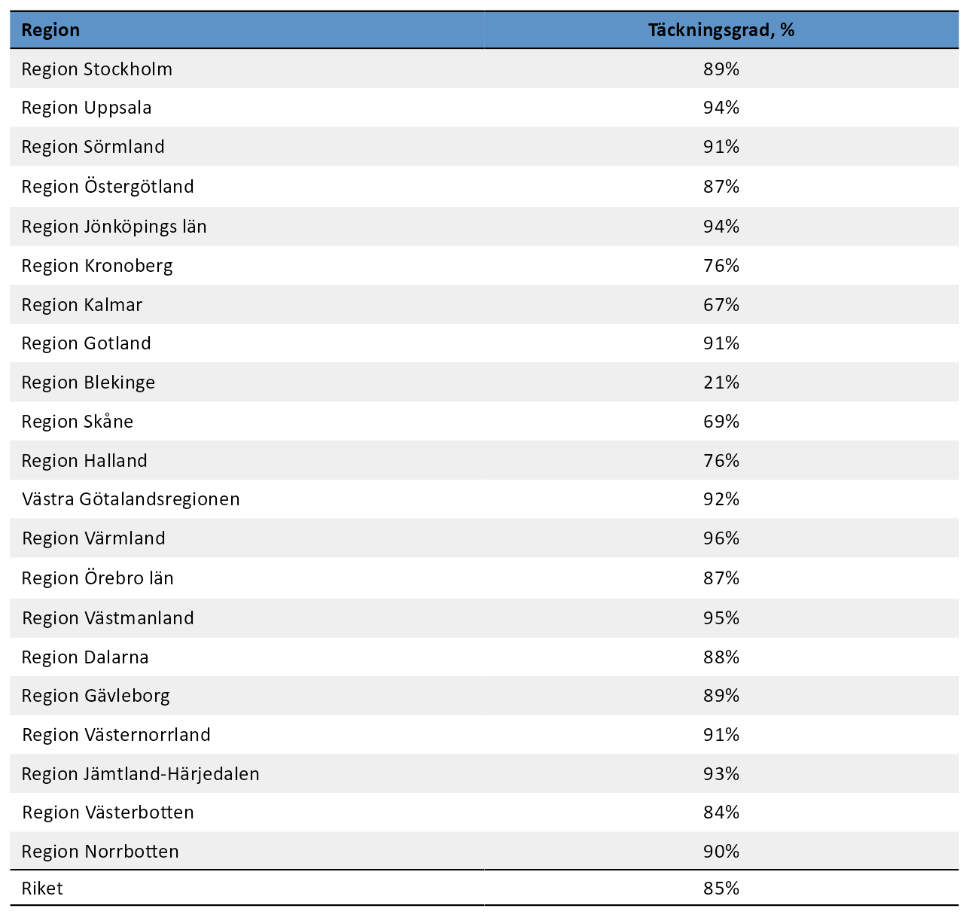 Region Täckningsgrad, %
Region Stockholm 89%
Region Uppsala 94%
Region Sörmland 91%
Region Östergötland 87%
Region Jönköpings län 94%
Region Kronoberg 76%
Region Kalmar 67%
Region Gotland 91%
Region Blekinge 21%
Region Skåne 69%
Region Halland 76%
Västra Götalandsregionen 92%
Region Värmland 96%
Region Örebro län 87%
Region Västmanland 95%
Region Dalarna 88%
Region Gävleborg 89%
Region Västernorrland 91%
Region Jämtland-Härjedalen 93%
Region Västerbotten 84%
Region Norrbotten 90%
Riket 85%